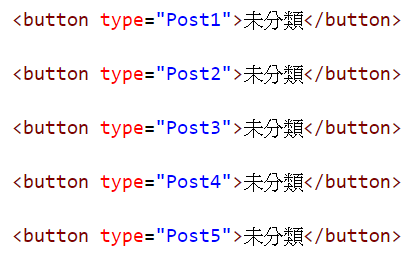 <button type="Post1">未分類</button>
<button type="Post2">未分類</button>
<button type="Post3">未分類</button>
<button type="Post4">未分類</button>
<button type="Post5">未分類</button>